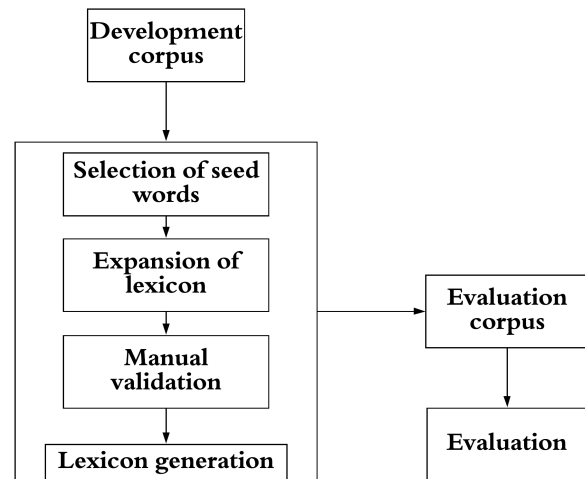 Development
corpus
Selection of seed
words
Expansion of
lexicon
Manual
validation
Lexicon generation
Evaluation
corpus
Evaluation